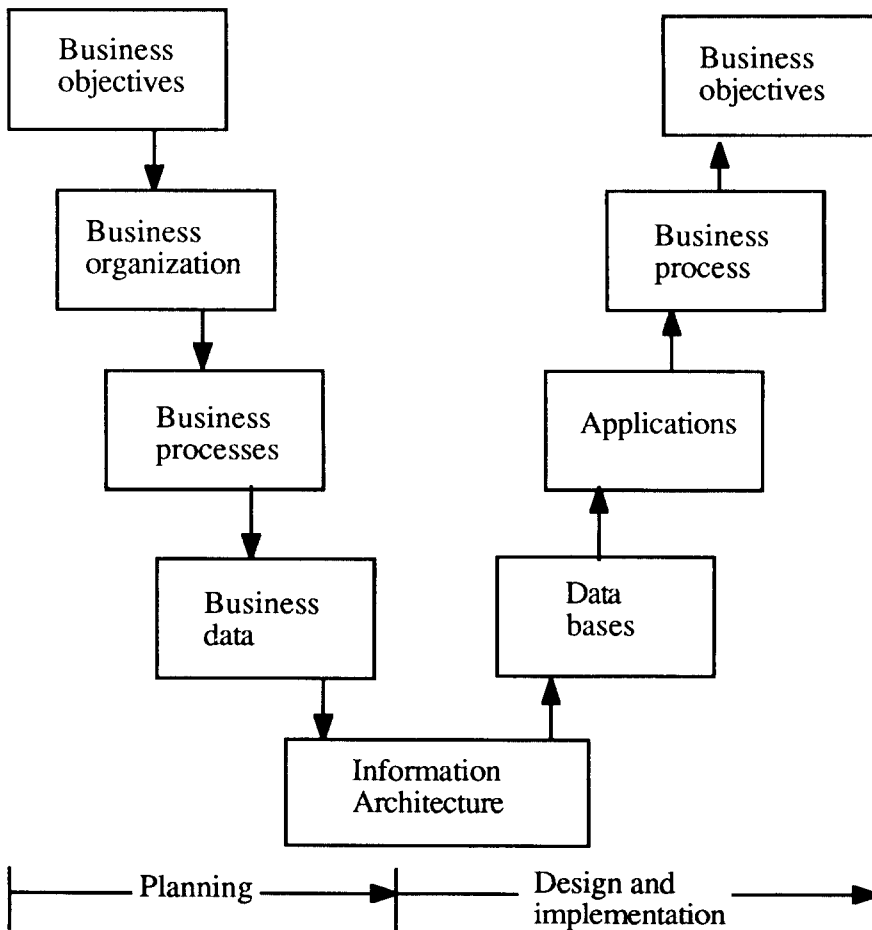 Business
objectives
Business
objectives
Business
organization
Business
process
Business
processes
Applications
Business
data
Data
bases
Information
Architecture
Planning
Design and
implementation